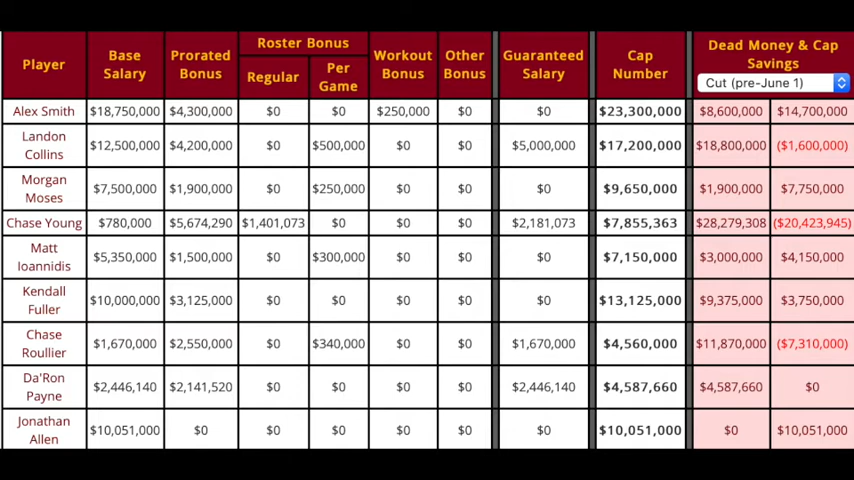 Player Base Salary Prorated Bonus Roster Bonus Regular Per Game Workout Bonus Other Bonus Guaranteed Salary Cap Number Dead Money & Cap Savings Cut (pre-June 1)
Alex Smith $18,750,000 $4,300,000 $0 $0 $250,000 $0 $0 $23,300,000 $8,600,000 $14,700,000
Landon Collins $12,500,000 $4,200,000 $0 $500,000 $0 $0 $5,000,000 $17,200,000 $18,800,000 ($1,600,000)
Morgan Moses $7,500,000 $1,900,000 $0 $250,000 $0 $0 $0 $9,650,000 $1,900,000 $7,750,000
Chase Young $780,000 $5,674,290 $1,401,073 $0 $0 $0 $2,181,073 $7,855,363 $28,279,308 ($20,423,945)
Matt Ioannidis $5,350,000 $1,500,000 $0 $300,000 $0 $0 $0 $7,150,000 $3,000,000 $4,150,000
Kendall Fuller $10,000,000 $3,125,000 $0 $0 $0 $0 $0 $13,125,000 $9,375,000 $3,750,000
Chase Roullier $1,670,000 $2,550,000 $0 $340,000 $0 $0 $1,670,000 $4,560,000 $11,870,000 ($7,310,000)
Da'Ron Payne $2,446,140 $2,141,520 $0 $0 $0 $0 $2,446,140 $4,587,660 $4,587,660 $0
Jonathan Allen $10,051,000 $0 $0 $0 $0 $0 $0 $10,051,000 $0 $10,051,000